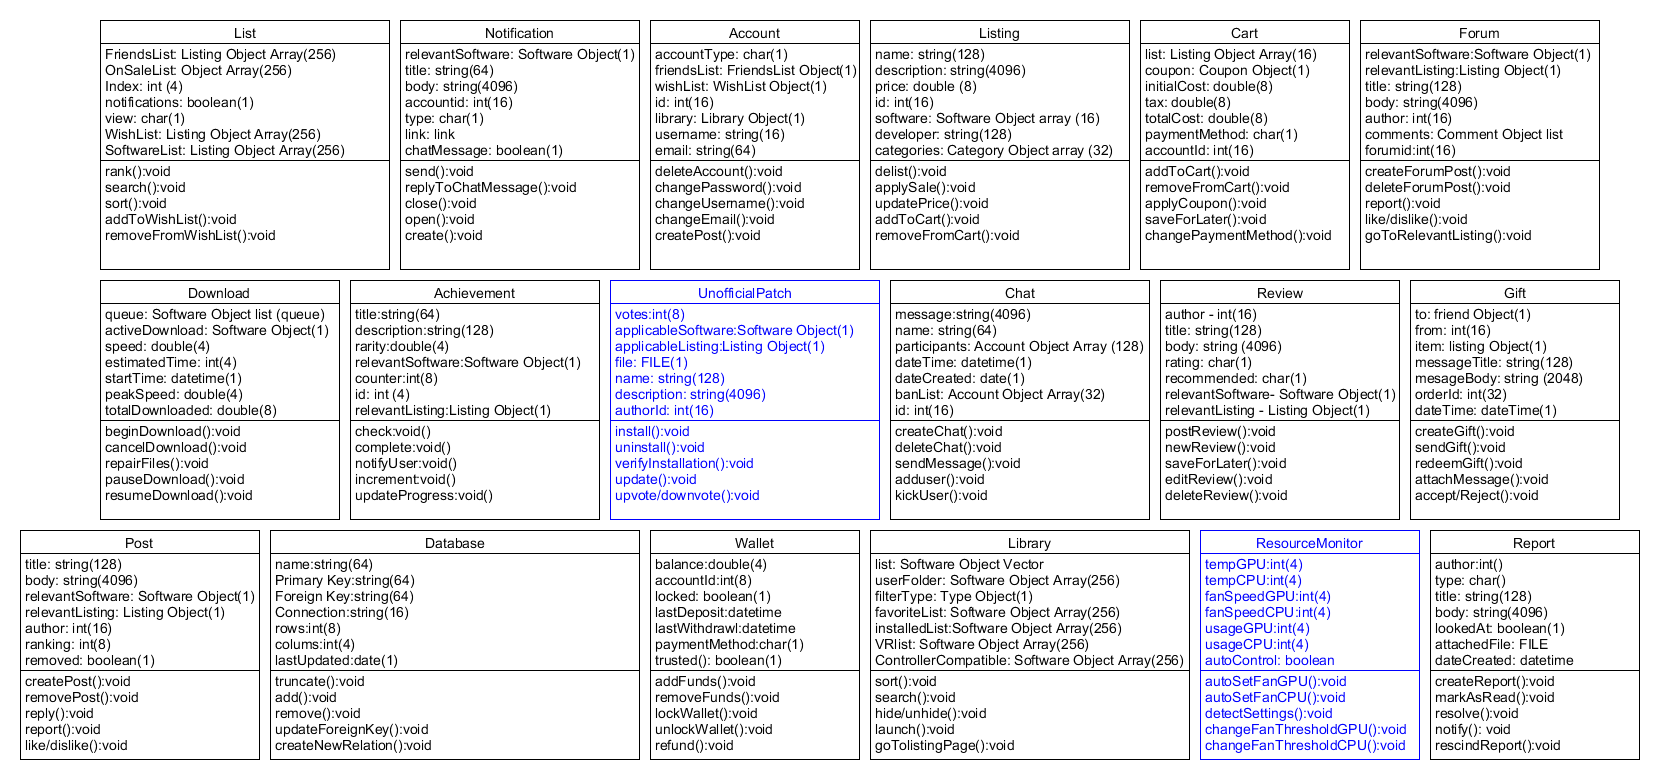 List
FriendsList: Listing Object Array(256)
OnSaleList: Object Array(256)
Index: int (4)
notifications: boolean(1)
view: char(1)
WishList: Listing Object Array(256)
SoftwareList: Listing Object Array(256)
rank():void
search():void
sort():void
addToWishList():void
removeFromWishList():void
Notification
relevantSoftware: Software Object(1)
title: string(64)
body: string(4096)
accountid: int(16)
type: char(1)
link: link
chatMessage: boolean(1)
send():void
replyToChatMessage():void
close():void
open():void
create():void
Account
accountType: char(1)
friendsList: FriendsList Object(1)
wishList: WishList Object(1)
id: int(16)
library: Library Object(1)
username: string(16)
email: string(64)
deleteAccount():void
changePassword():void
changeUsername():void
changeEmail():void
createPost():void
Listing
name: string(128)
description: string(4096)
price: double (8)
id: int(16)
software: Software Object array (16)
developer: string(128)
categories: Category Object array (32)
delist():void
applySale():void
updatePrice():void
addToCart():void
removeFromCart():void
Cart
list: Listing Object Array(16)
coupon: Coupon Object(1)
initialCost: double(8)
tax: double(8)
totalCost: double(8)
paymentMethod: char(1)
accountId: int(16)
addToCart():void
removeFromCart():void
applyCoupon():void
saveForLater():void
changePaymentMethod():void
Forum
relevantSoftware:Software Object(1)
relevantListing:Listing Object(1)
title: string(128)
body: string(4096)
author: int(16)
comments: Comment Object list
forumid:int(16)
createForumPost():void
deleteForumPost():void
report():void
like/dislike():void
goToRelevantListing():void
Download
queue: Software Object list (queue)
activeDownload: Software Object(1)
speed: double(4)
estimatedTime: int(4)
startTime: datetime(1)
peakSpeed: double(4)
totalDownloaded: double(8)
beginDownload():void
cancelDownload():void
repairFiles():void
pauseDownload():void
resumeDownload():void
Achievement
title:string(64)
description:string(128)
rarity:double(4)
relevantSoftware:Software Object(1)
counter:int(8)
id: int (4)
relevantListing:Listing Object(1)
check:void()
complete:void()
notifyUser:void()
increment:void()
updateProgress:void()
UnofficialPatch
votes:int(8)
applicableSoftware:Software Object(1)
applicableListing:Listing Object(1)
file: FILE(1)
name: string(128)
description: string(4096)
authorId: int(16)
install():void
uninstall():void
verifyInstallation():void
update():void
upvote/downvote():void
Chat
message:string(4096)
name: string(64)
participants: Account Object Array (128)
dateTime: datetime(1)
dateCreated: date(1)
banList: Account Object Array(32)
id: int(16)
createChat():void
deleteChat():void
sendMessage():void
adduser():void
kickUser():void
Review
author - int(16)
title: string(128)
body: string (4096)
rating: char(1)
recommended: char(1)
relevantSoftware- Software Object(1)
relevantListing - Listing Object(1)
postReview():void
newReview():void
saveForLater():void
editReview():void
deleteReview():void
Gift
to: friend Object(1)
from: int(16)
item: listing Object(1)
messageTitle: string(128)
mesageBody: string (2048)
orderId: int(32)
dateTime: dateTime(1)
createGift():void
sendGift():void
redeemGift():void
attachMessage():void
accept/Reject():void
Post
title: string(128)
body: string(4096)
relevantSoftware: Software Object(1)
relevantListing: Listing Object(1)
author: int(16)
ranking: int(8)
removed: boolean(1)
createPost():void
removePost():void
reply():void
report():void
like/dislike():void
Database
name:string(64)
Primary Key:string(64)
Foreign Key:string(64)
Connection:string(16)
rows:int(8)
colums:int(4)
lastUpdated:date(1)
truncate():void
add():void
remove():void
updateForeignKey():void
createNewRelation():void
Wallet
balance:double(4)
accountId:int(8)
locked: boolean(1)
lastDeposit:datetime
lastWithdrawl:datetime
paymentMethod:char(1)
trusted(): boolean(1)
addFunds():void
removeFunds():void
lockWallet():void
unlockWallet():void
refund():void
Library
list: Software Object Vector
userFolder: Software Object Array(256)
filterType: Type Object(1)
favoriteList: Software Object Array(256)
installedList:Software Object Array(256)
VRlist: Software Object Array(256)
ControllerCompatible: Software Object Array(256)
sort():void
search():void
hide/unhide():void
launch():void
goTolistingPage():void
ResourceMonitor
tempGPU:int(4)
tempCPU:int(4)
fanSpeedGPU:int(4)
fanSpeedCPU:int(4)
usageGPU:int(4)
usageCPU:int(4)
autoControl: boolean
autoSetFanGPU():void
autoSetFanCPU():void
detectSettings():void
changeFanThresholdGPU():void
changeFanThresholdCPU():void
Report
author:int()
type: char()
title: string(128)
body: string(4096)
lookedAt: boolean(1)
attachedFile: FILE
dateCreated: datetime
createReport():void
markAsRead():void
resolve():void
notify(): void
rescindReport():void